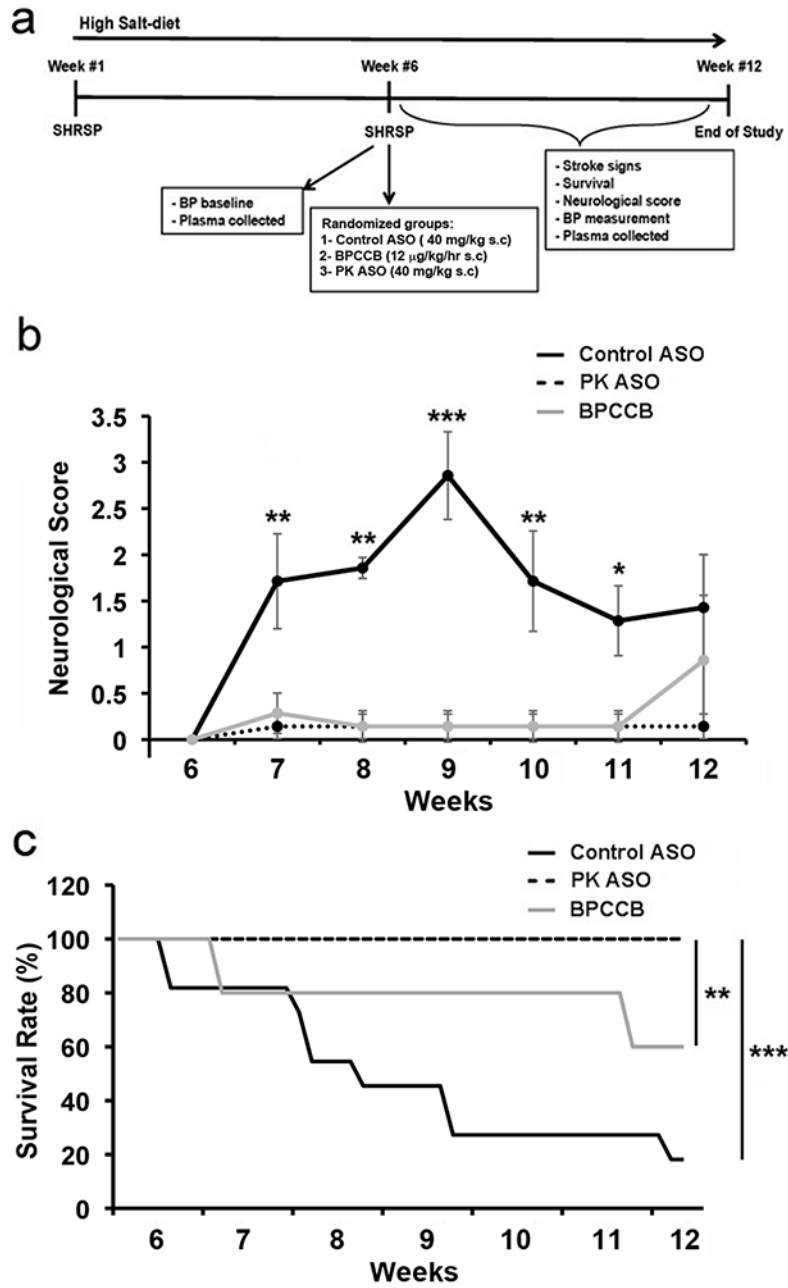 a
High Salt-diet
Week #1 Week #6 Week #12
SHRSP SHRSP End of Study
- BP baseline
- Plasma collected
Randomized groups:
1- Control ASO ( 40 mg/kg s.c)
2- BPCCB (12 µg/kg/hr s.c)
3- PK ASO (40 mg/kg s.c)
- Stroke signs
- Survival
- Neurological score
- BP measurement
- Plasma collected
b
Control ASO
PK ASO
BPCCB
Neurological Score
3.5
3
2.5
2
1.5
1
0.5
0
** ** *** ** *
6 7 8 9 10 11 12
Weeks
c
Control ASO
PK ASO
BPCCB
Survival Rate (%)
120
100
80
60
40
20
0
**
***
6 7 8 9 10 11 12
Weeks